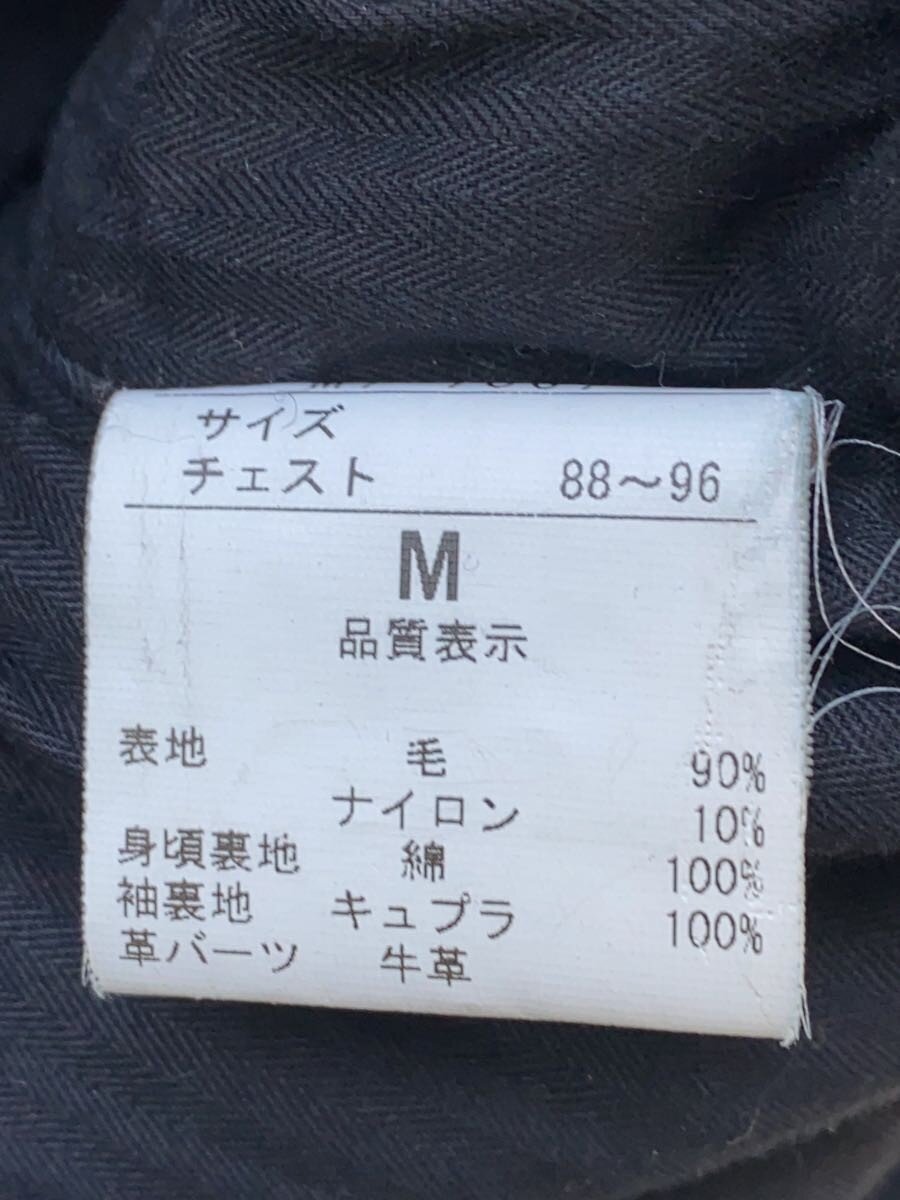 サイズ
チェスト 88～96
M
品質表示
表地 毛 90%
ナイロン 10%
身頃裏地 綿 100%
袖裏地 キュプラ 100%
革パーツ 牛革